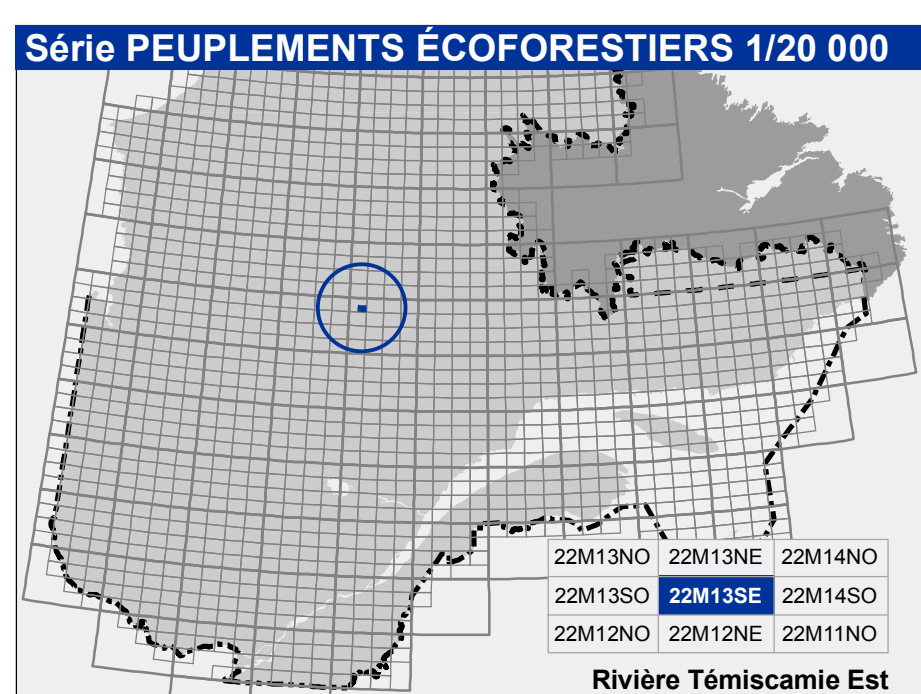 Série PEUPLEMENTS ÉCOFORESTIERS 1/20 000
22M13NO 22M13NE 22M14NO
22M13SO 22M13SE 22M14SO
22M12NO 22M12NE 22M11NO
Rivière Témiscamie Est